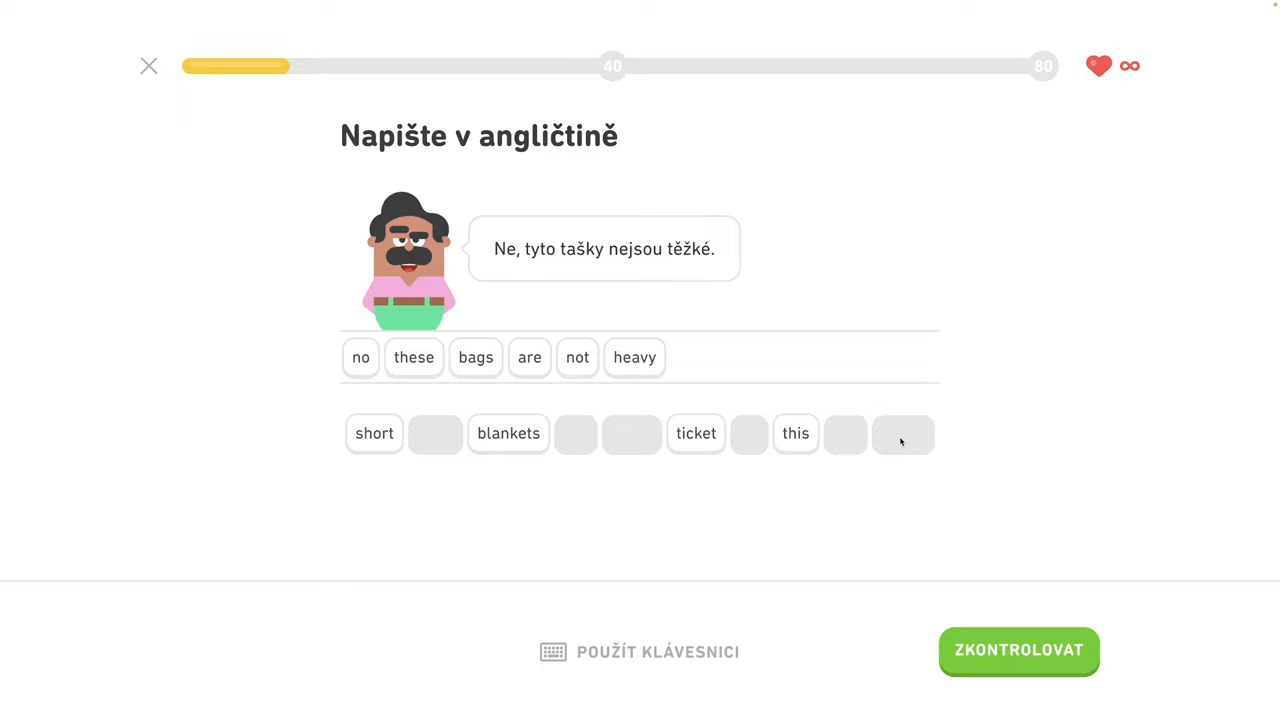 40 80 ∞
Napište v angličtině
Ne, tyto tašky nejsou těžké.
no these bags are not heavy
short blankets ticket this
POUŽÍT KLÁVESNICI
ZKONTROLOVAT